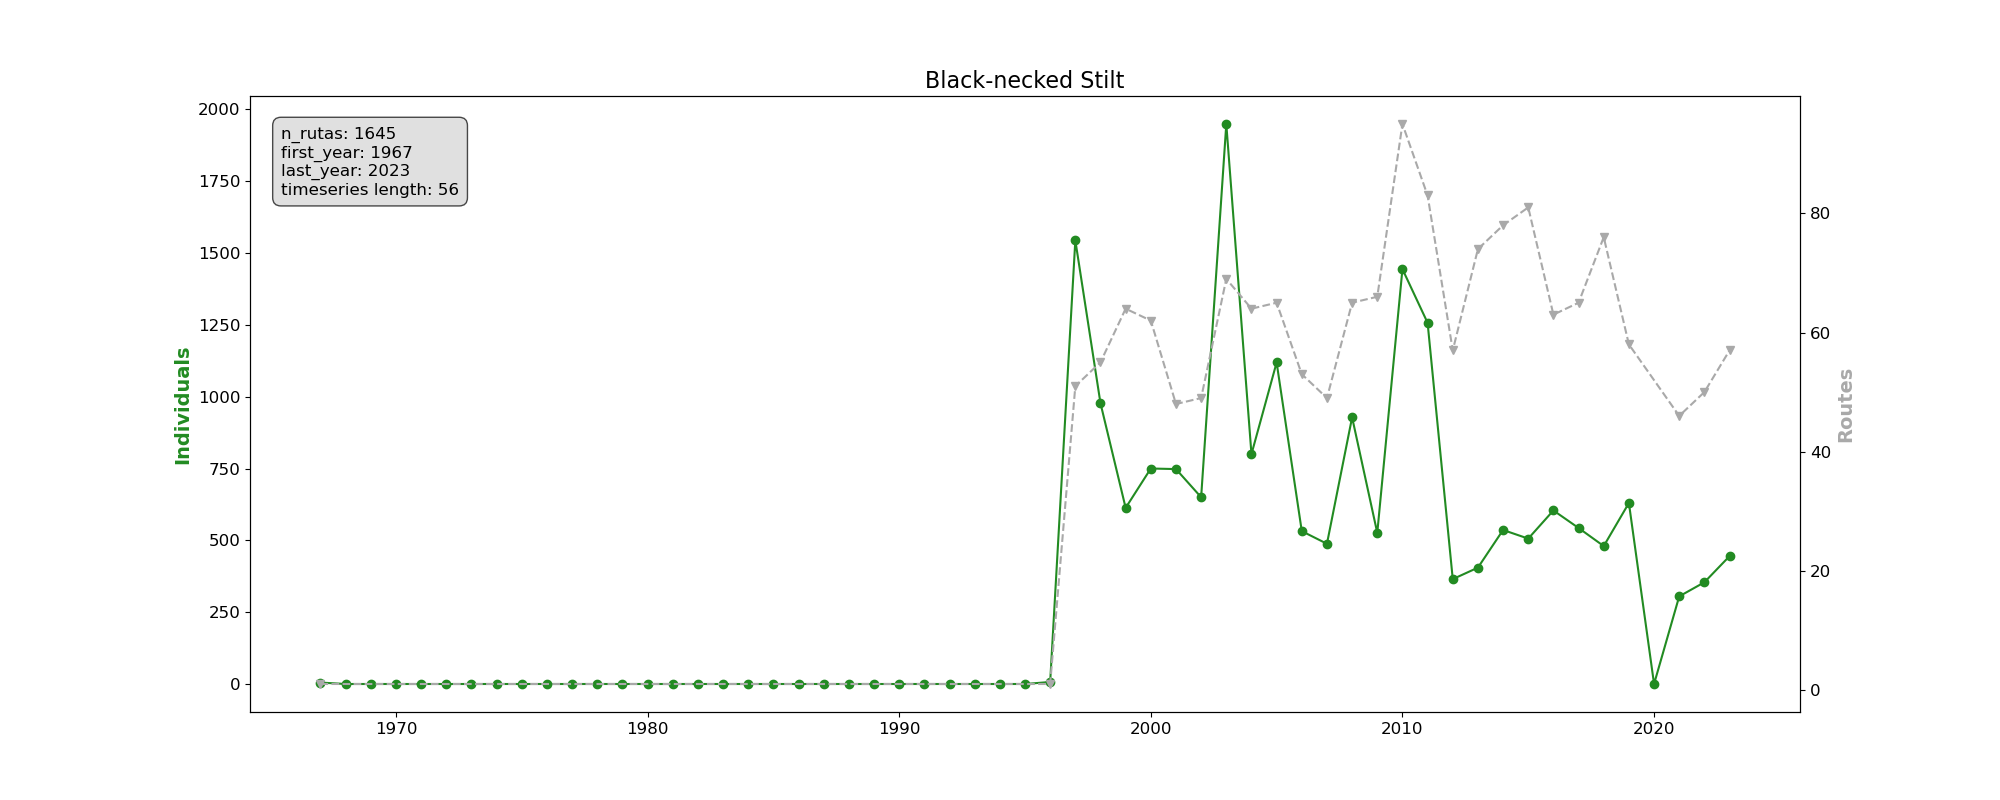 Black-necked Stilt
n_rutas: 1645
first_year: 1967
last_year: 2023
timeseries length: 56
Individuals
2000
1750
1500
1250
1000
750
500
250
0
Routes
80
60
40
20
0
1970
1980
1990
2000
2010
2020